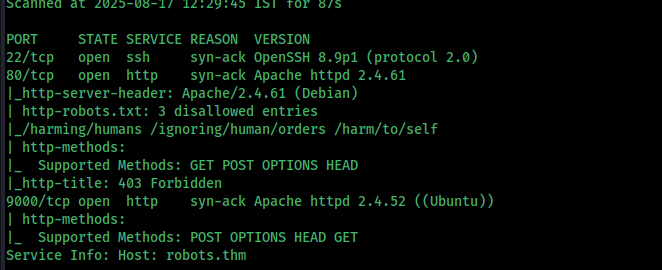 Scanned at 2025-08-17 12:29:45 IST for 87s
PORT     STATE SERVICE REASON  VERSION
22/tcp   open  ssh     syn-ack OpenSSH 8.9p1 (protocol 2.0)
80/tcp   open  http    syn-ack Apache httpd 2.4.61
|_http-server-header: Apache/2.4.61 (Debian)
| http-robots.txt: 3 disallowed entries
|_/harming/humans /ignoring/human/orders /harm/to/self
| http-methods:
|_  Supported Methods: GET POST OPTIONS HEAD
|_http-title: 403 Forbidden
9000/tcp open  http    syn-ack Apache httpd 2.4.52 ((Ubuntu))
| http-methods:
|_  Supported Methods: POST OPTIONS HEAD GET
Service Info: Host: robots.thm